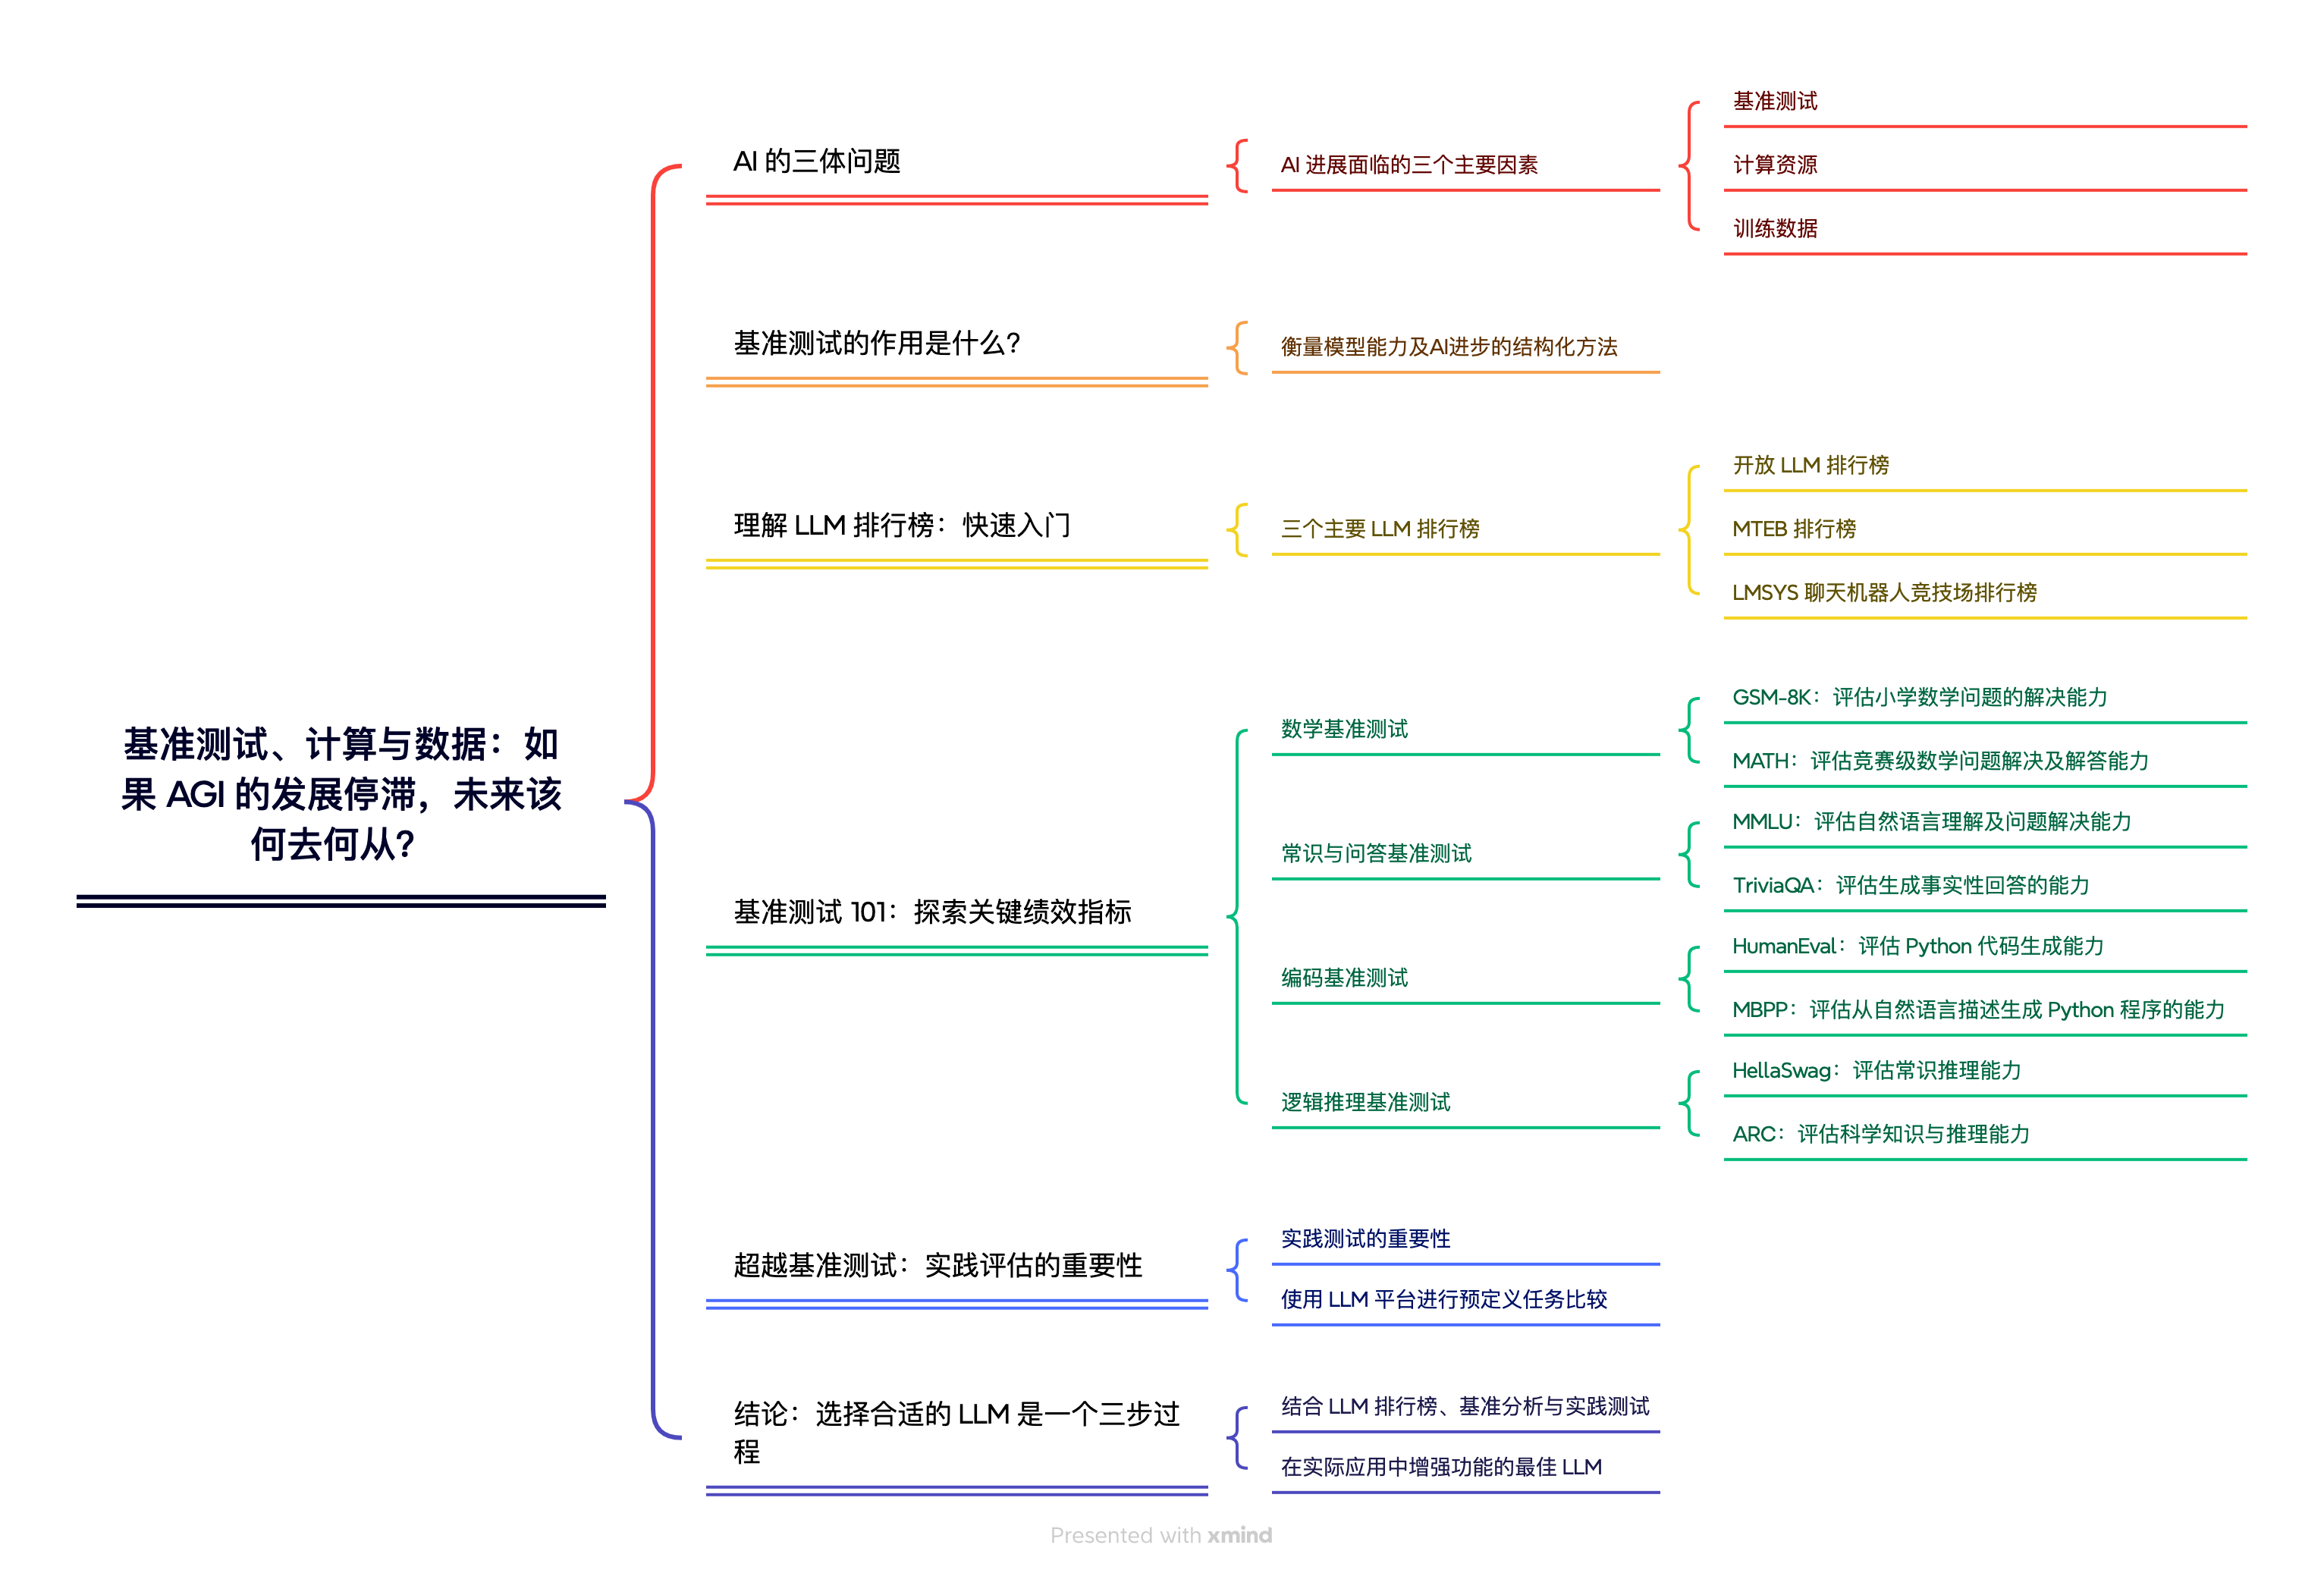 基准测试、计算与数据：如
果 AGI 的发展停滞，未来该
何去何从？
AI 的三体问题
AI 进展面临的三个主要因素
基准测试
计算资源
训练数据
基准测试的作用是什么？
衡量模型能力及AI进步的结构化方法
理解 LLM 排行榜：快速入门
三个主要 LLM 排行榜
开放 LLM 排行榜
MTEB 排行榜
LMSYS 聊天机器人竞技场排行榜
基准测试 101：探索关键绩效指标
数学基准测试
GSM-8K：评估小学数学问题的解决能力
MATH：评估竞赛级数学问题解决及解答能力
常识与问答基准测试
MMLU：评估自然语言理解及问题解决能力
TriviaQA：评估生成事实性回答的能力
编码基准测试
HumanEval：评估 Python 代码生成能力
MBPP：评估从自然语言描述生成 Python 程序的能力
逻辑推理基准测试
HellaSwag：评估常识推理能力
ARC：评估科学知识与推理能力
超越基准测试：实践评估的重要性
实践测试的重要性
使用 LLM 平台进行预定义任务比较
结论：选择合适的 LLM 是一个三步过
程
结合 LLM 排行榜、基准分析与实践测试
在实际应用中增强功能的最佳 LLM
Presented with xmind